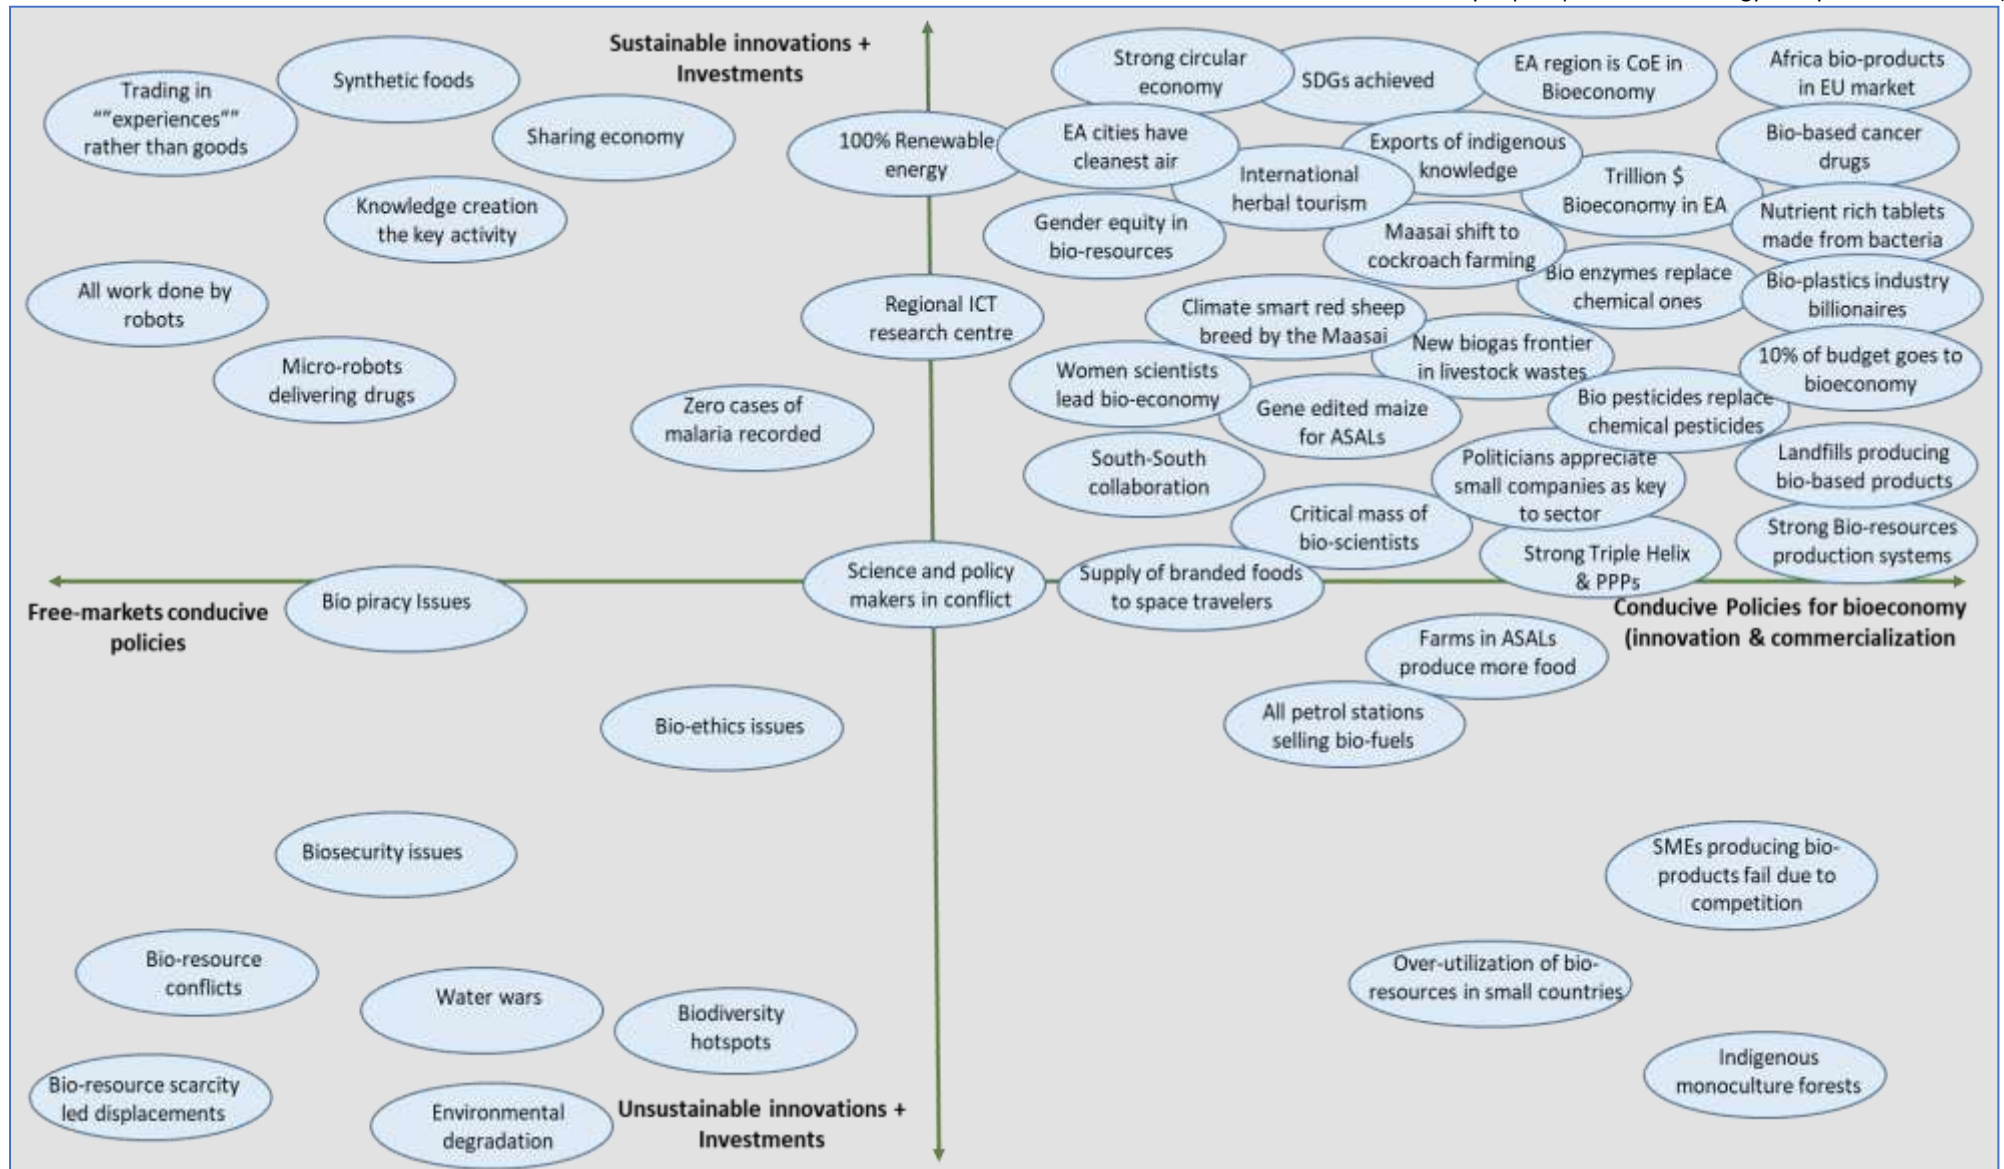 Sustainable innovations +
Investments
Trading in
““experiences””
rather than goods
Synthetic foods
Sharing economy
Knowledge creation
the key activity
All work done by
robots
Micro-robots
delivering drugs
Zero cases of
malaria recorded
100% Renewable
energy
Regional ICT
research centre
Strong circular
economy
SDGs achieved
EA region is CoE in
Bioeconomy
Africa bio-products
in EU market
EA cities have
cleanest air
Exports of indigenous
knowledge
Bio-based cancer
drugs
International
herbal tourism
Trillion $
Bioeconomy in EA
Gender equity in
bio-resources
Maasai shift to
cockroach farming
Nutrient rich tablets
made from bacteria
Bio enzymes replace
chemical ones
Bio-plastics industry
billionaires
Climate smart red sheep
breed by the Maasai
New biogas frontier
in livestock wastes
10% of budget goes to
bioeconomy
Women scientists
lead bio-economy
Gene edited maize
for ASALs
Bio pesticides replace
chemical pesticides
South-South
collaboration
Politicians appreciate
small companies as key
to sector
Landfills producing
bio-based products
Critical mass of
bio-scientists
Strong Triple Helix
& PPPs
Strong Bio-resources
production systems
Free-markets conducive
policies
Bio piracy Issues
Science and policy
makers in conflict
Supply of branded foods
to space travelers
Conducive Policies for bioeconomy
(innovation & commercialization
Farms in ASALs
produce more food
All petrol stations
selling bio-fuels
Bio-ethics issues
Biosecurity issues
SMEs producing bio-
products fail due to
competition
Bio-resource
conflicts
Water wars
Biodiversity
hotspots
Over-utilization of bio-
resources in small countries
Indigenous
monoculture forests
Bio-resource scarcity
led displacements
Environmental
degradation
Unsustainable innovations +
Investments